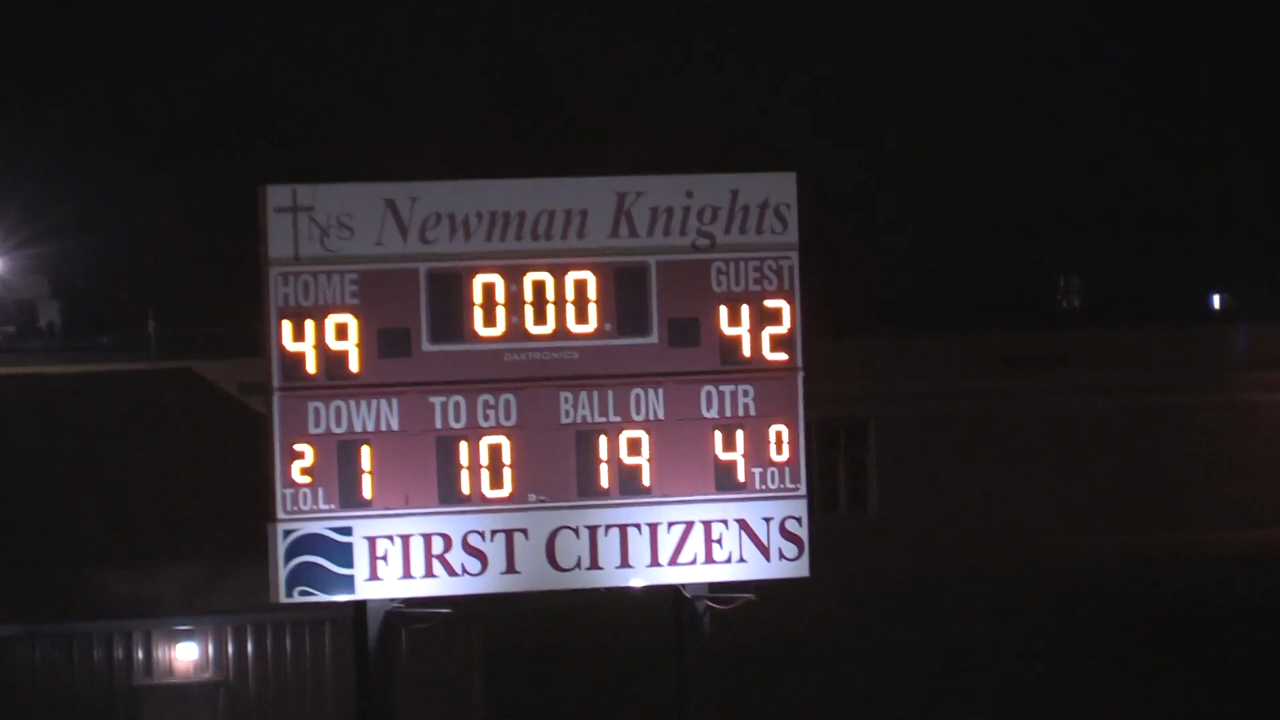 NCS Newman Knights
HOME 0:00 GUEST
49 42
DAKTRONICS
DOWN TO GO BALL ON QTR
2 1 10 19 4 0
T.O.L. T.O.L.
FIRST CITIZENS